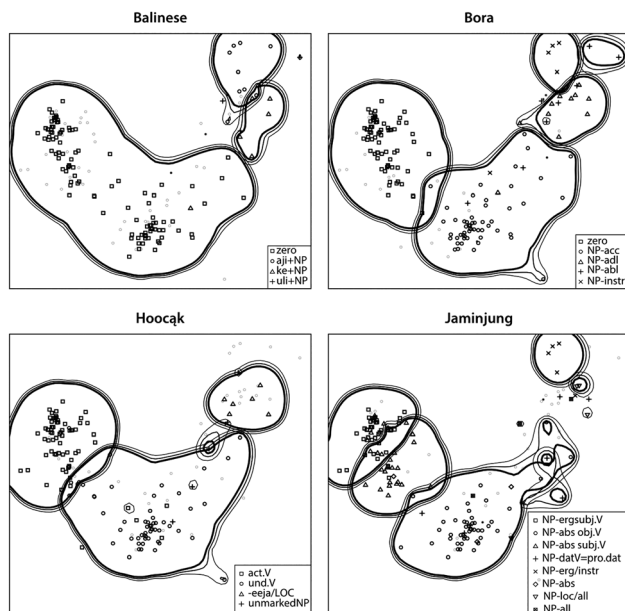 Balinese
zero
aji+NP
ke+NP
uli+NP
Bora
zero
NP-acc
NP-adl
NP-abl
NP-instr
Hoocąk
act.V
und.V
-eeja/LOC
unmarkedNP
Jaminjung
NP-ergsubj.V
NP-abs obj.V
NP-abs subj.V
NP-datV=pro.dat
NP-erg/instr
NP-abs
NP-loc/all
NP-all